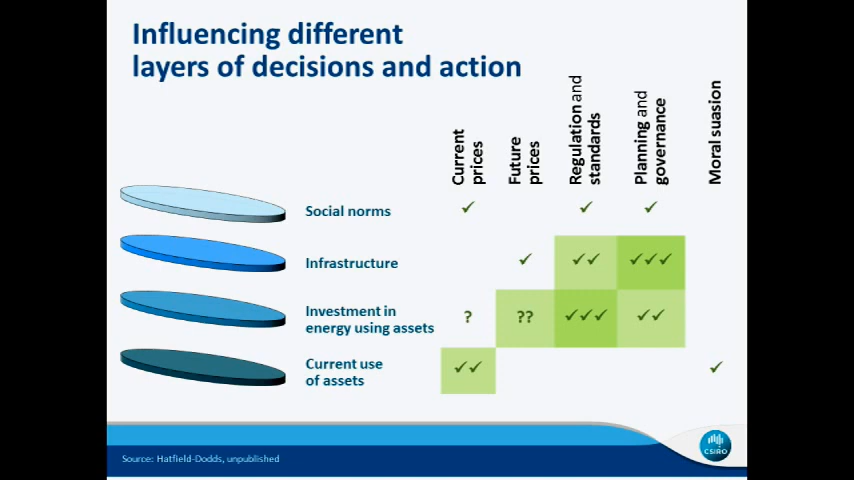 Influencing different
layers of decisions and action
Current
prices
Future
prices
Regulation and
standards
Planning and
governance
Moral suasion
Social norms
✓ ✓ ✓
Infrastructure
✓ ✓✓ ✓✓✓
Investment in
energy using assets
? ?? ✓✓✓ ✓✓
Current use
of assets
✓✓ ✓
Source: Hatfield-Dodds, unpublished
CSIRO